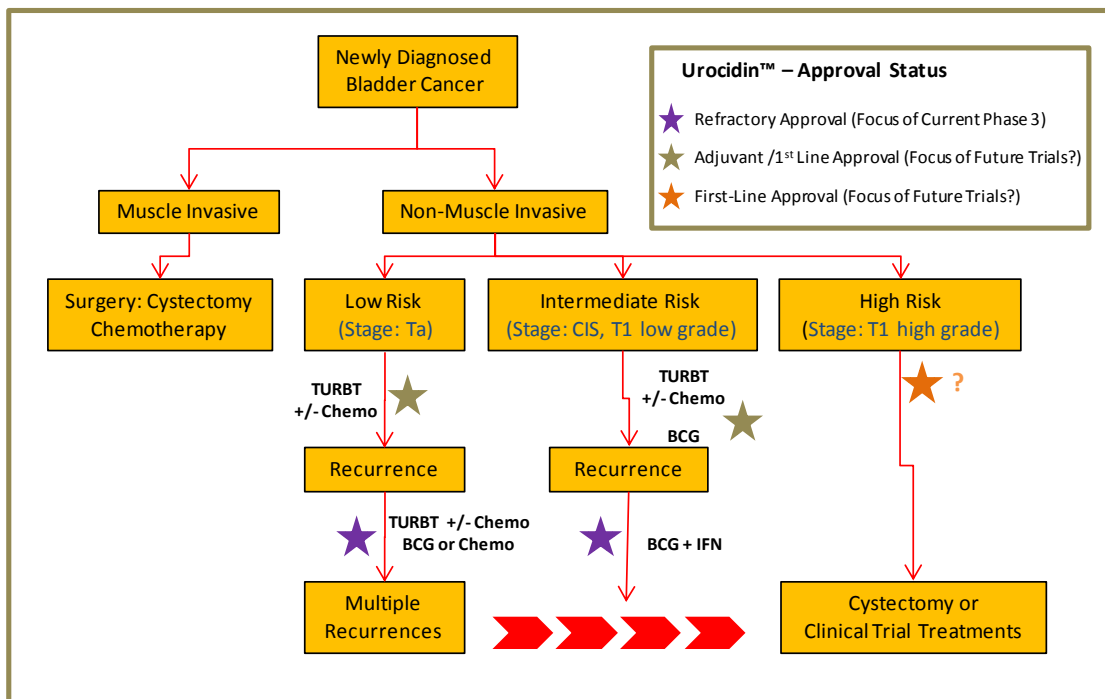 Newly Diagnosed
Bladder Cancer
Urocidin™ – Approval Status
Refractory Approval (Focus of Current Phase 3)
Adjuvant /1st Line Approval (Focus of Future Trials?)
First-Line Approval (Focus of Future Trials?)
Muscle Invasive
Non-Muscle Invasive
Surgery: Cystectomy
Chemotherapy
Low Risk
(Stage: Ta)
Intermediate Risk
(Stage: CIS, T1 low grade)
High Risk
(Stage: T1 high grade)
TURBT
+/- Chemo
TURBT
+/- Chemo
BCG
?
Recurrence
Recurrence
TURBT +/- Chemo
BCG or Chemo
BCG + IFN
Multiple
Recurrences
Cystectomy or
Clinical Trial Treatments